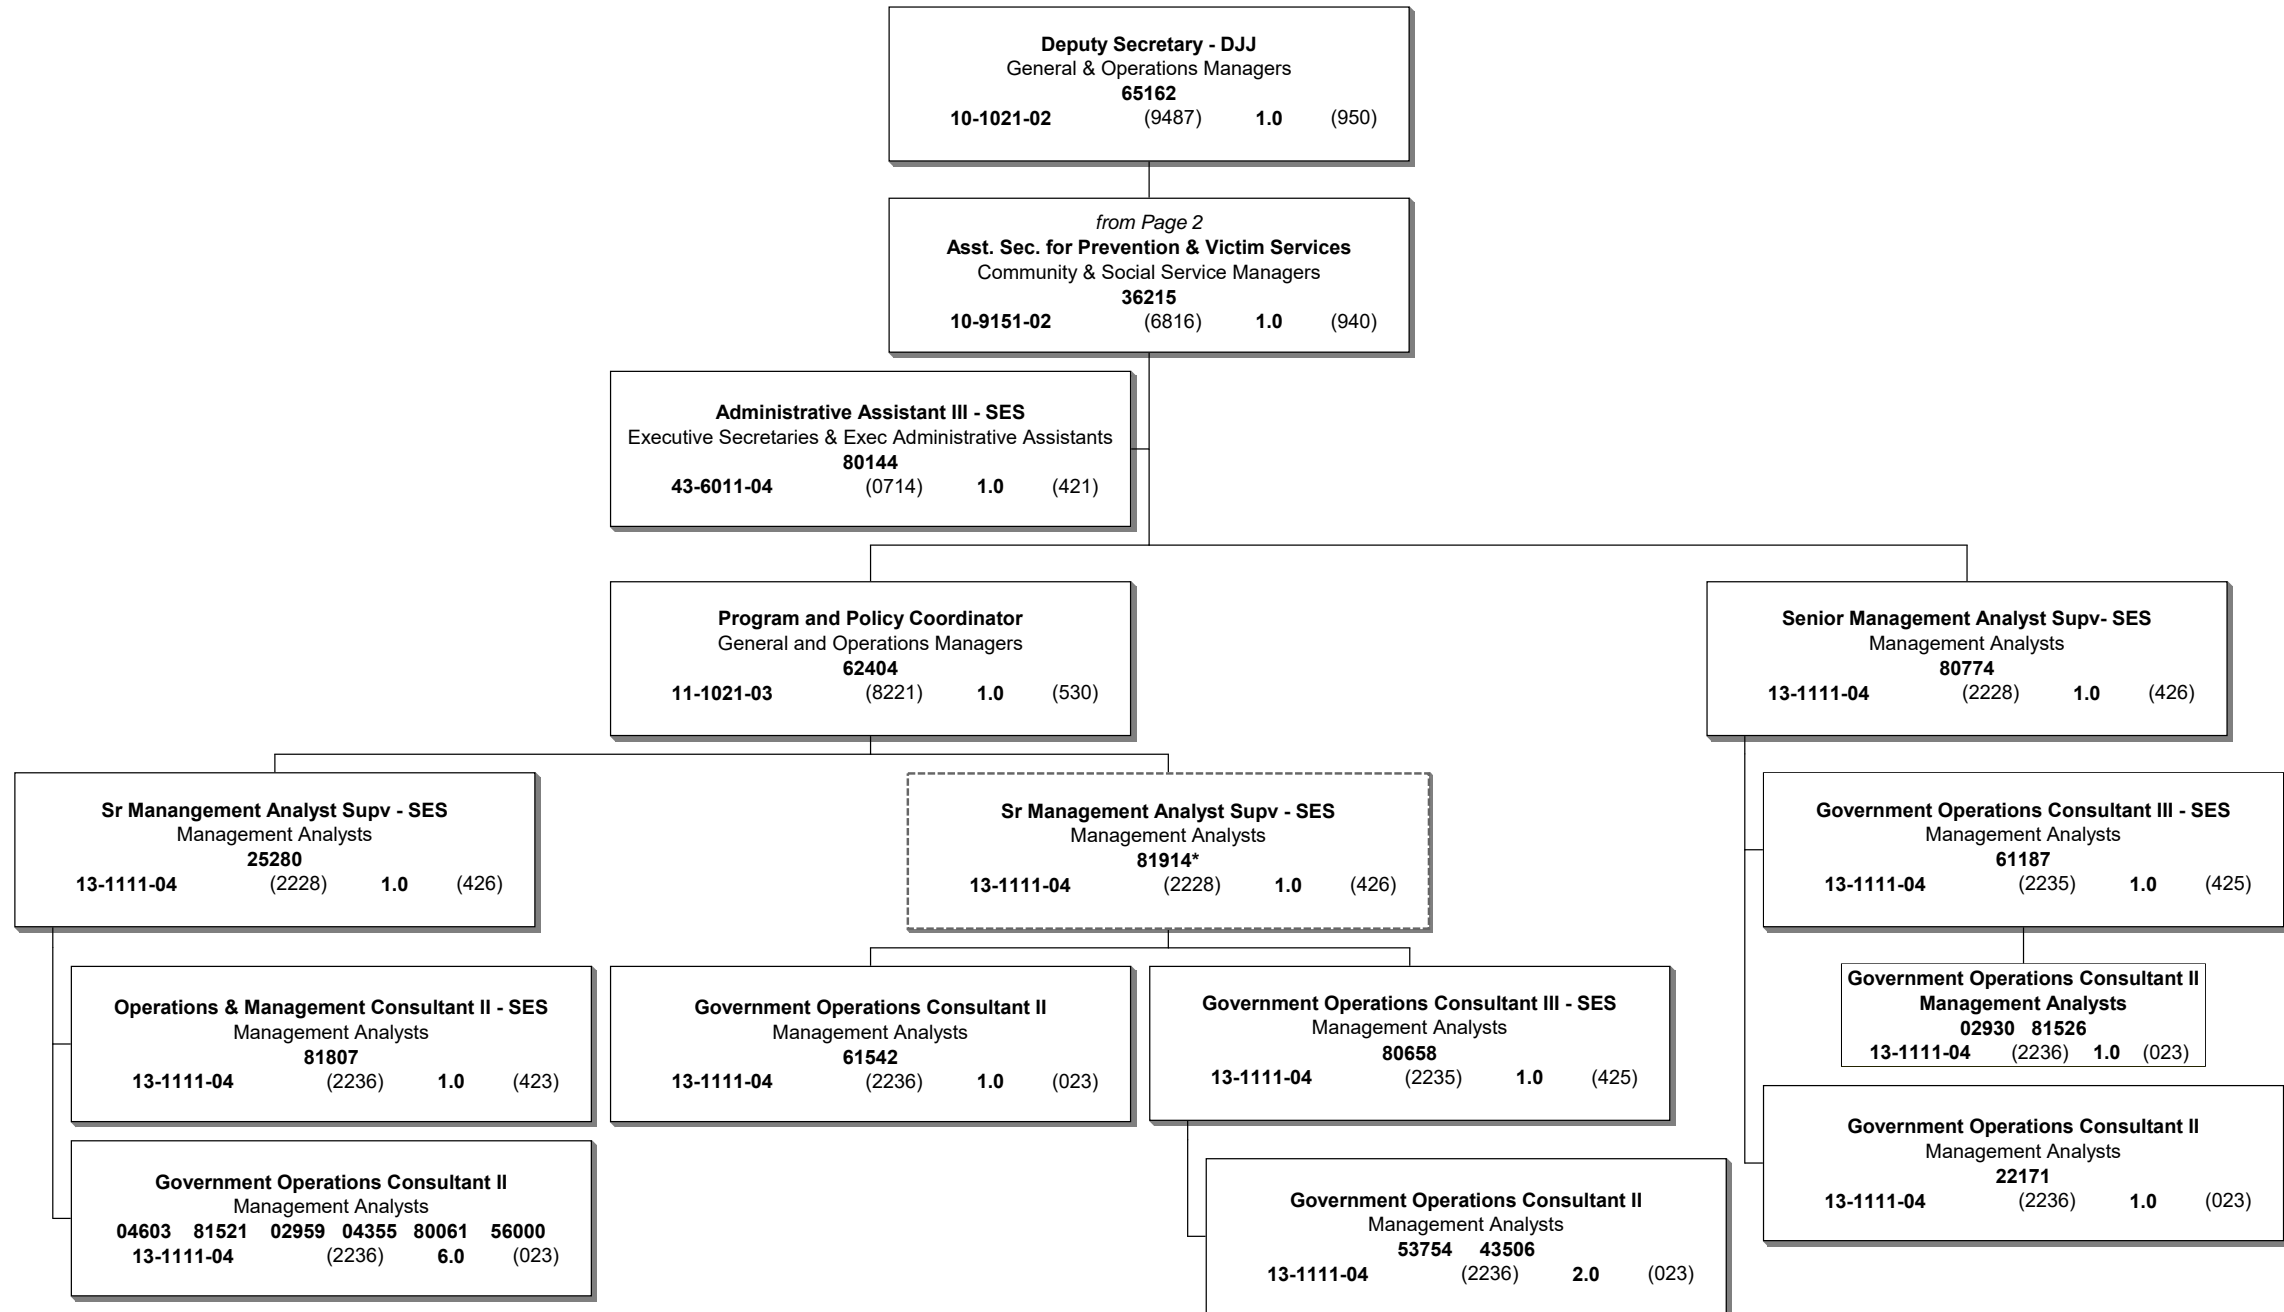 Deputy Secretary - DJJ
General & Operations Managers
65162
10-1021-02 (9487) 1.0 (950)
from Page 2
Asst. Sec. for Prevention & Victim Services
Community & Social Service Managers
36215
10-9151-02 (6816) 1.0 (940)
Administrative Assistant III - SES
Executive Secretaries & Exec Administrative Assistants
80144
43-6011-04 (0714) 1.0 (421)
Program and Policy Coordinator
General and Operations Managers
62404
11-1021-03 (8221) 1.0 (530)
Senior Management Analyst Supv- SES
Management Analysts
80774
13-1111-04 (2228) 1.0 (426)
Sr Manangement Analyst Supv - SES
Management Analysts
25280
13-1111-04 (2228) 1.0 (426)
Sr Management Analyst Supv - SES
Management Analysts
81914*
13-1111-04 (2228) 1.0 (426)
Government Operations Consultant III - SES
Management Analysts
61187
13-1111-04 (2235) 1.0 (425)
Operations & Management Consultant II - SES
Management Analysts
81807
13-1111-04 (2236) 1.0 (423)
Government Operations Consultant II
Management Analysts
61542
13-1111-04 (2236) 1.0 (023)
Government Operations Consultant III - SES
Management Analysts
80658
13-1111-04 (2235) 1.0 (425)
Government Operations Consultant II
Management Analysts
02930 81526
13-1111-04 (2236) 1.0 (023)
Government Operations Consultant II
Management Analysts
22171
13-1111-04 (2236) 1.0 (023)
Government Operations Consultant II
Management Analysts
04603 81521 02959 04355 80061 56000
13-1111-04 (2236) 6.0 (023)
Government Operations Consultant II
Management Analysts
53754 43506
13-1111-04 (2236) 2.0 (023)